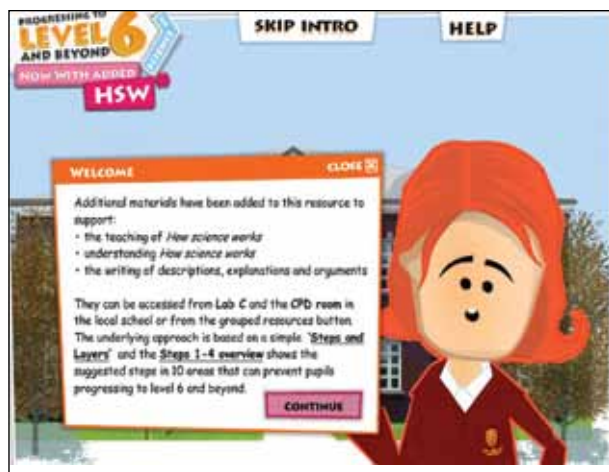 PROGRESSING TO
LEVEL 6
AND BEYOND
SCIENCE
NOW WITH ADDED
HSW
SKIP INTRO
HELP
WELCOME
CLOSE X
Additional materials have been added to this resource to
support:
• the teaching of How science works
• understanding How science works
• the writing of descriptions, explanations and arguments
They can be accessed from Lab C and the CPD room in
the local school or from the grouped resources button.
The underlying approach is based on a simple 'Steps and
Layers' and the Steps 1-4 overview shows the
suggested steps in 10 areas that can prevent pupils
progressing to level 6 and beyond.
CONTINUE